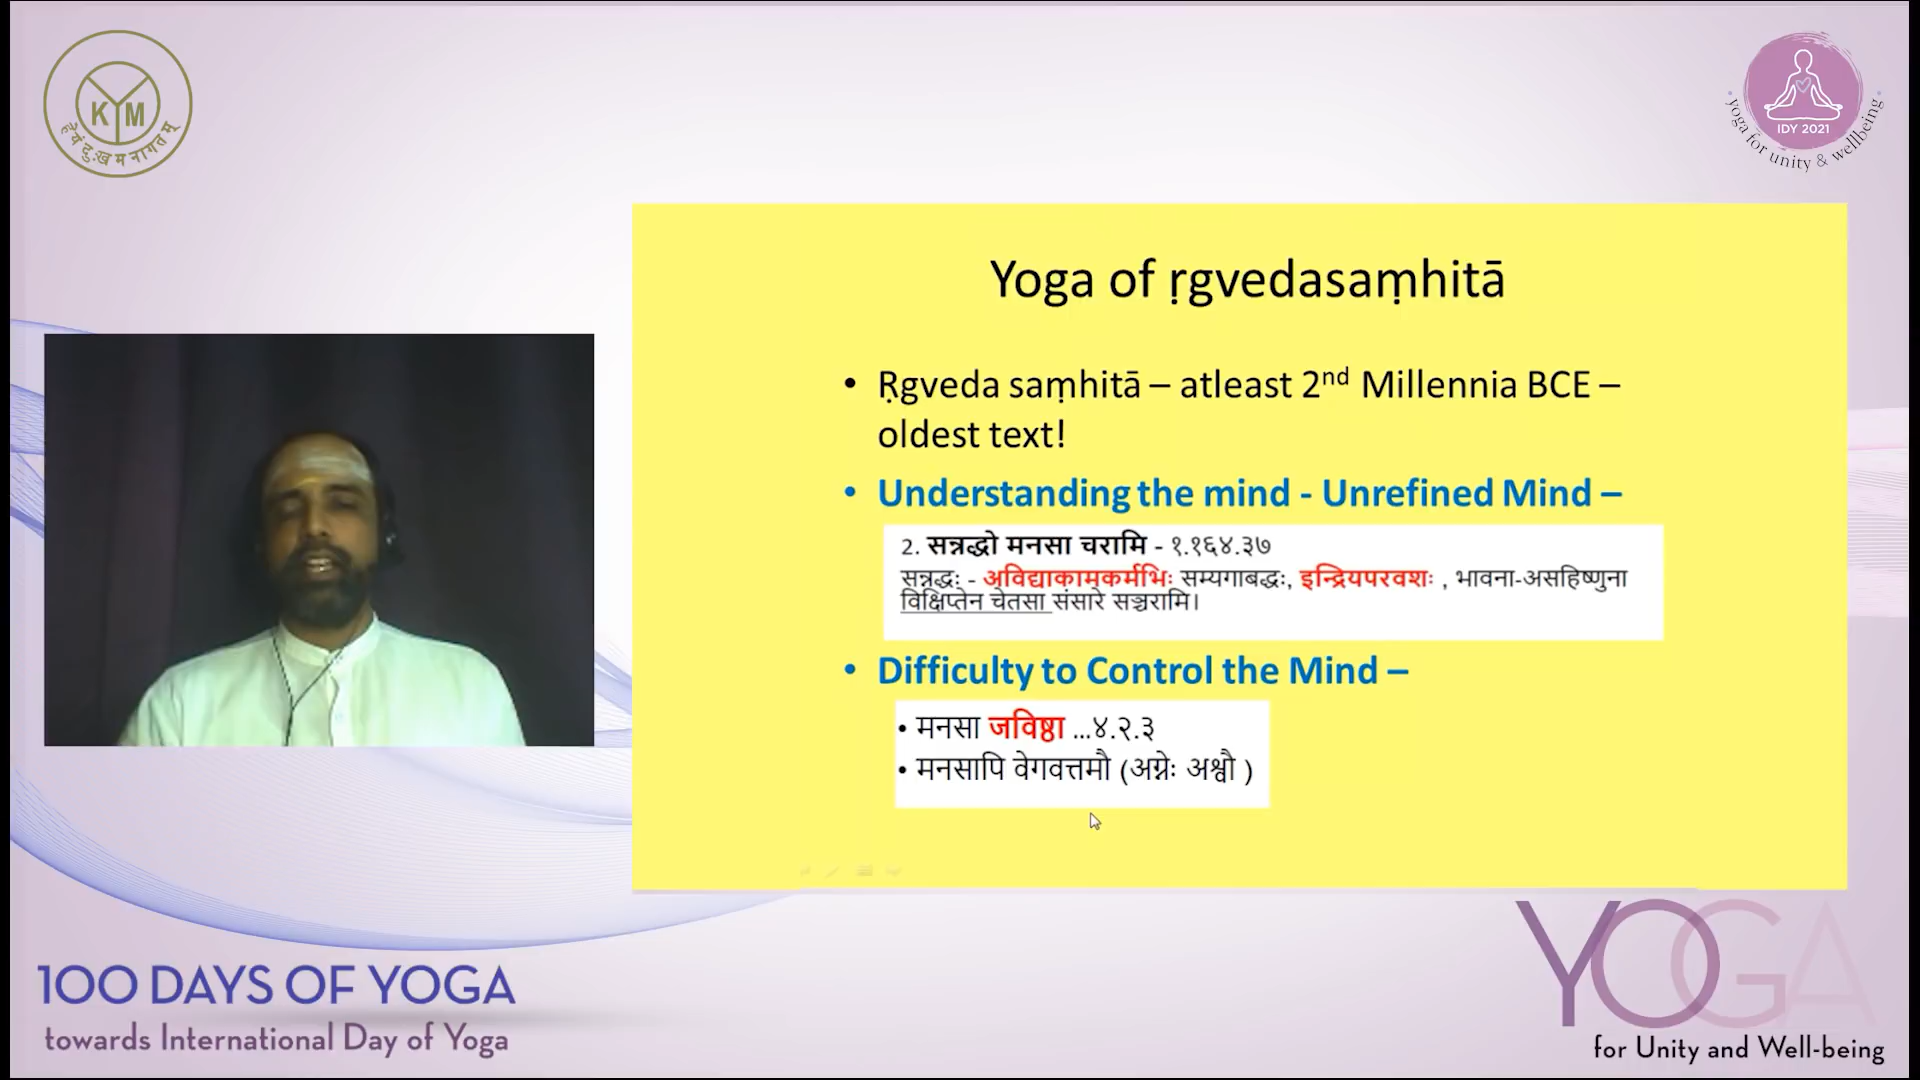 KYM
हेयं दुःखमनागतम्
IDY 2021
yoga for unity & wellbeing
Yoga of ṛgvedasaṃhitā
• Ṛgveda saṃhitā – atleast 2nd Millennia BCE –
oldest text!
• Understanding the mind - Unrefined Mind –
2. सन्नद्धो मनसा चरामि - १.१६४.३७
सन्नद्धः - अविद्याकामकर्मभिः सम्यगाबद्धः, इन्द्रियपरवशः , भावना-असहिष्णुना
विक्षिप्तेन चेतसा संसारे सञ्चरामि।
• Difficulty to Control the Mind –
• मनसा जविष्ठा ...४.२.३
• मनसापि वेगवत्तमौ (अग्नेः अश्वौ )
100 DAYS OF YOGA
towards International Day of Yoga
YOGA
for Unity and Well-being